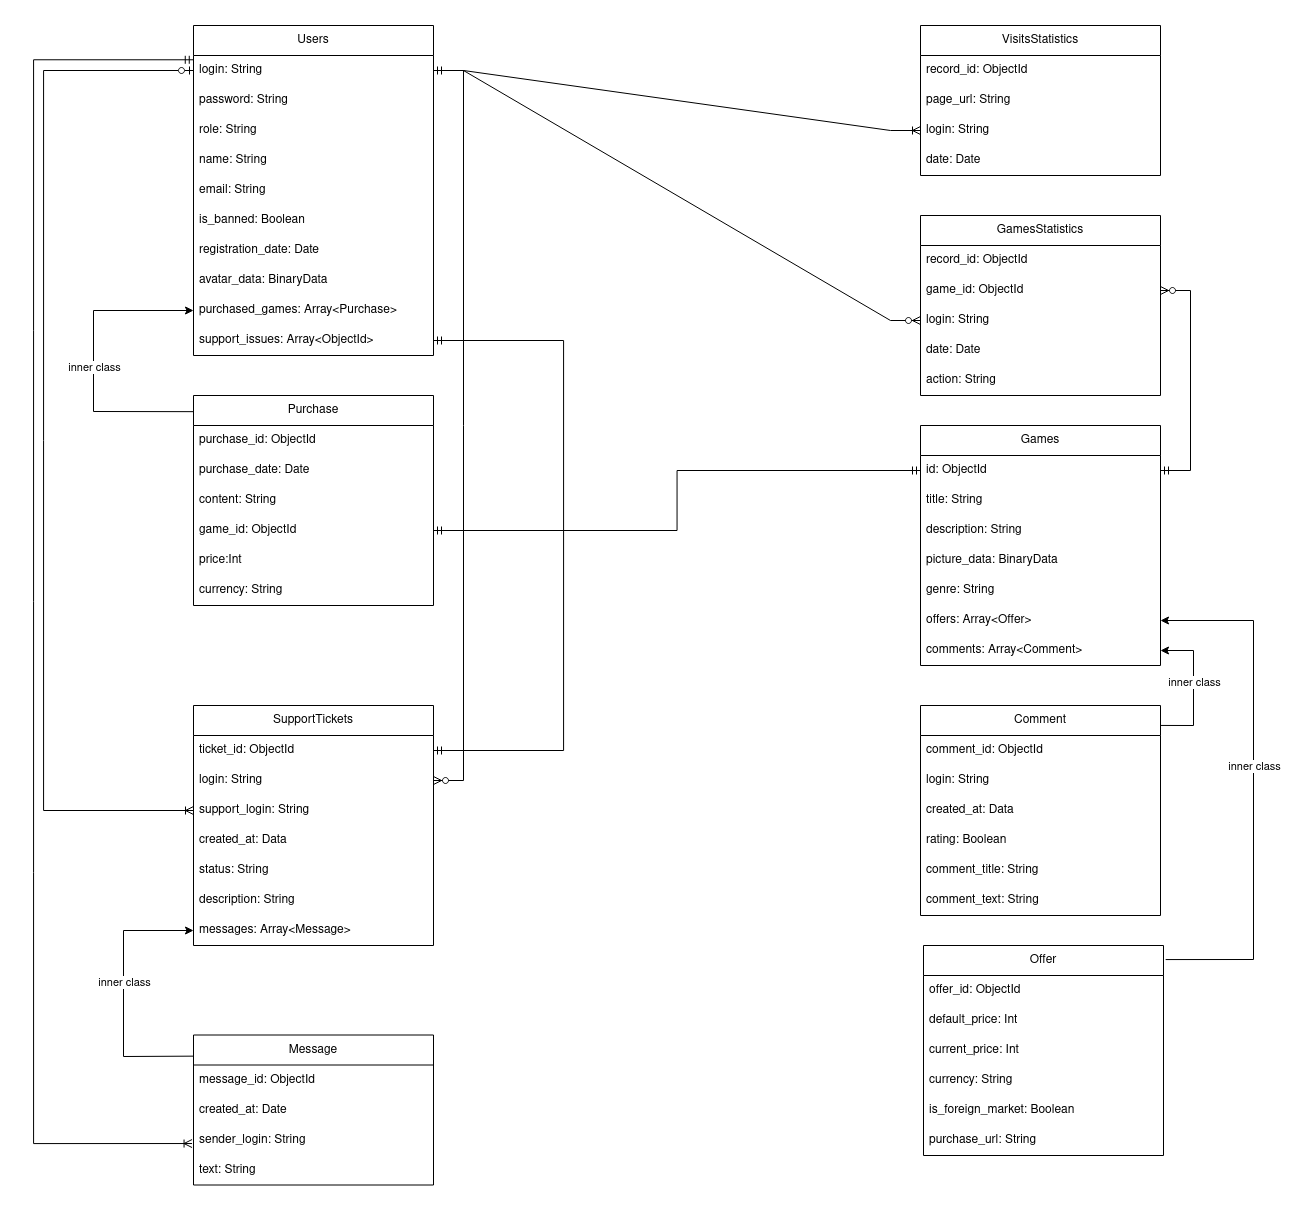 Users
login: String
password: String
role: String
name: String
email: String
is_banned: Boolean
registration_date: Date
avatar_data: BinaryData
purchased_games: Array<Purchase>
support_issues: Array<ObjectId>
inner class
Purchase
purchase_id: ObjectId
purchase_date: Date
content: String
game_id: ObjectId
price:Int
currency: String
SupportTickets
ticket_id: ObjectId
login: String
support_login: String
created_at: Data
status: String
description: String
messages: Array<Message>
inner class
Message
message_id: ObjectId
created_at: Date
sender_login: String
text: String
VisitsStatistics
record_id: ObjectId
page_url: String
login: String
date: Date
GamesStatistics
record_id: ObjectId
game_id: ObjectId
login: String
date: Date
action: String
Games
id: ObjectId
title: String
description: String
picture_data: BinaryData
genre: String
offers: Array<Offer>
comments: Array<Comment>
inner class
Comment
comment_id: ObjectId
login: String
created_at: Data
rating: Boolean
comment_title: String
comment_text: String
inner class
Offer
offer_id: ObjectId
default_price: Int
current_price: Int
currency: String
is_foreign_market: Boolean
purchase_url: String